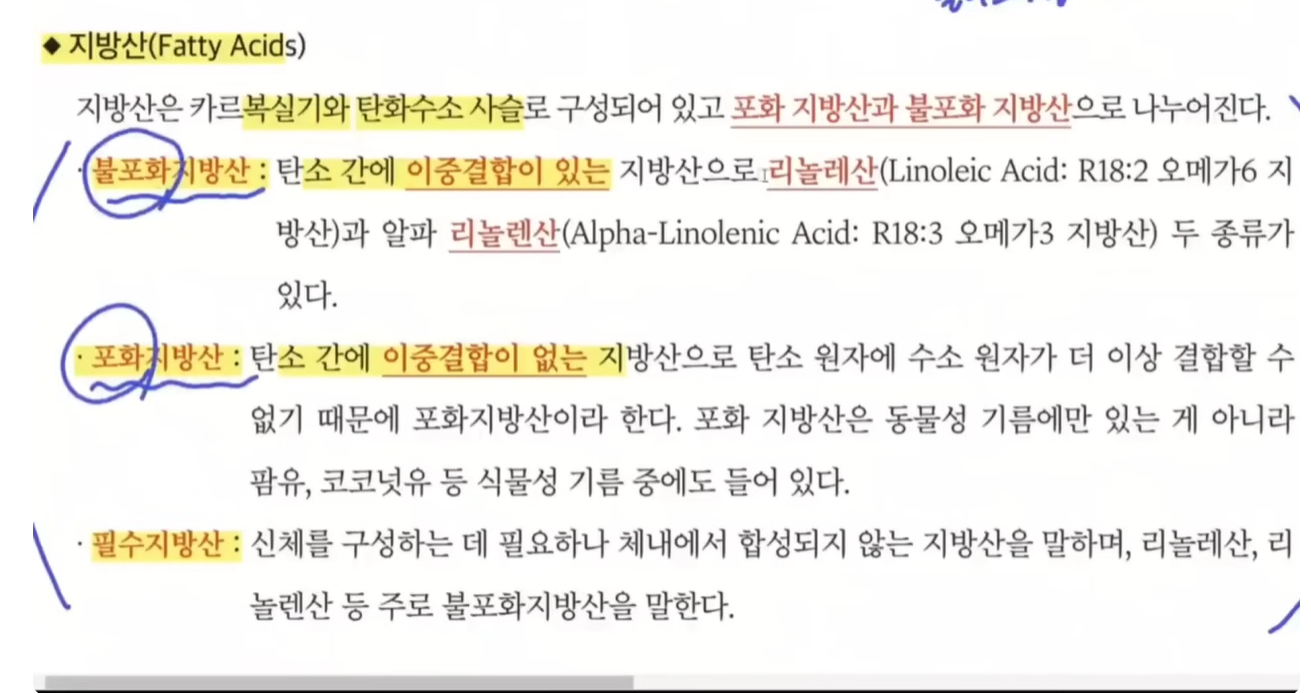 ◆ 지방산(Fatty Acids)
지방산은 카르복실기와 탄화수소 사슬로 구성되어 있고 포화 지방산과 불포화 지방산으로 나누어진다.
· 불포화지방산 : 탄소 간에 이중결합이 있는 지방산으로 리놀레산(Linoleic Acid: R18:2 오메가6 지
방산)과 알파 리놀렌산(Alpha-Linolenic Acid: R18:3 오메가3 지방산) 두 종류가
있다.
· 포화지방산 : 탄소 간에 이중결합이 없는 지방산으로 탄소 원자에 수소 원자가 더 이상 결합할 수
없기 때문에 포화지방산이라 한다. 포화 지방산은 동물성 기름에만 있는 게 아니라
팜유, 코코넛유 등 식물성 기름 중에도 들어 있다.
· 필수지방산 : 신체를 구성하는 데 필요하나 체내에서 합성되지 않는 지방산을 말하며, 리놀레산, 리
놀렌산 등 주로 불포화지방산을 말한다.